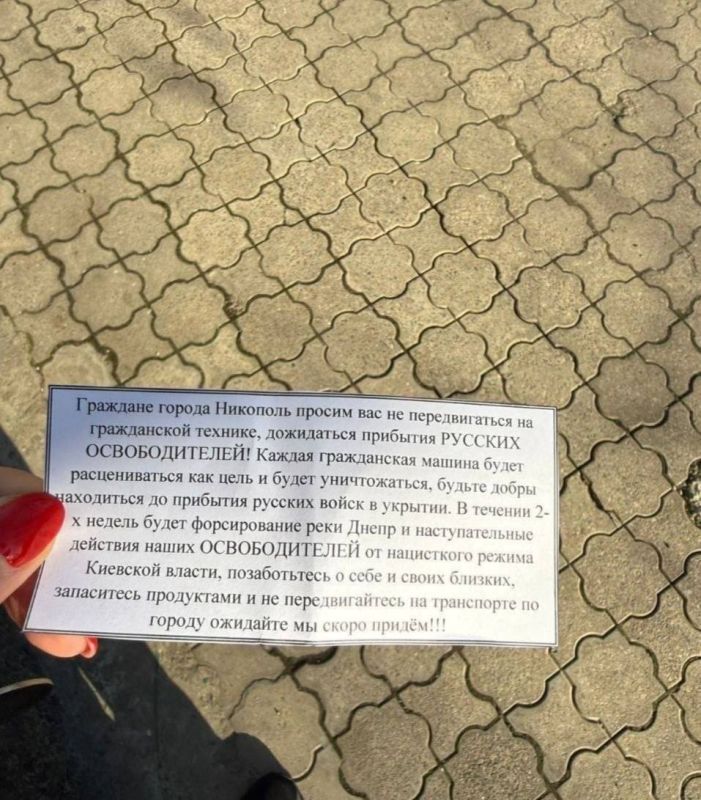 Граждане города Никополь просим вас не передвигаться на
гражданской технике, дожидаться прибытия РУССКИХ
ОСВОБОДИТЕЛЕЙ! Каждая гражданская машина будет
расцениваться как цель и будет уничтожаться, будьте добры
находиться до прибытия русских войск в укрытии. В течении 2-
х недель будет форсирование реки Днепр и наступательные
действия наших ОСВОБОДИТЕЛЕЙ от нацисткого режима
Киевской власти, позаботьтесь о себе и своих близких,
запаситесь продуктами и не передвигайтесь на транспорте по
городу ожидайте мы скоро придём!!!